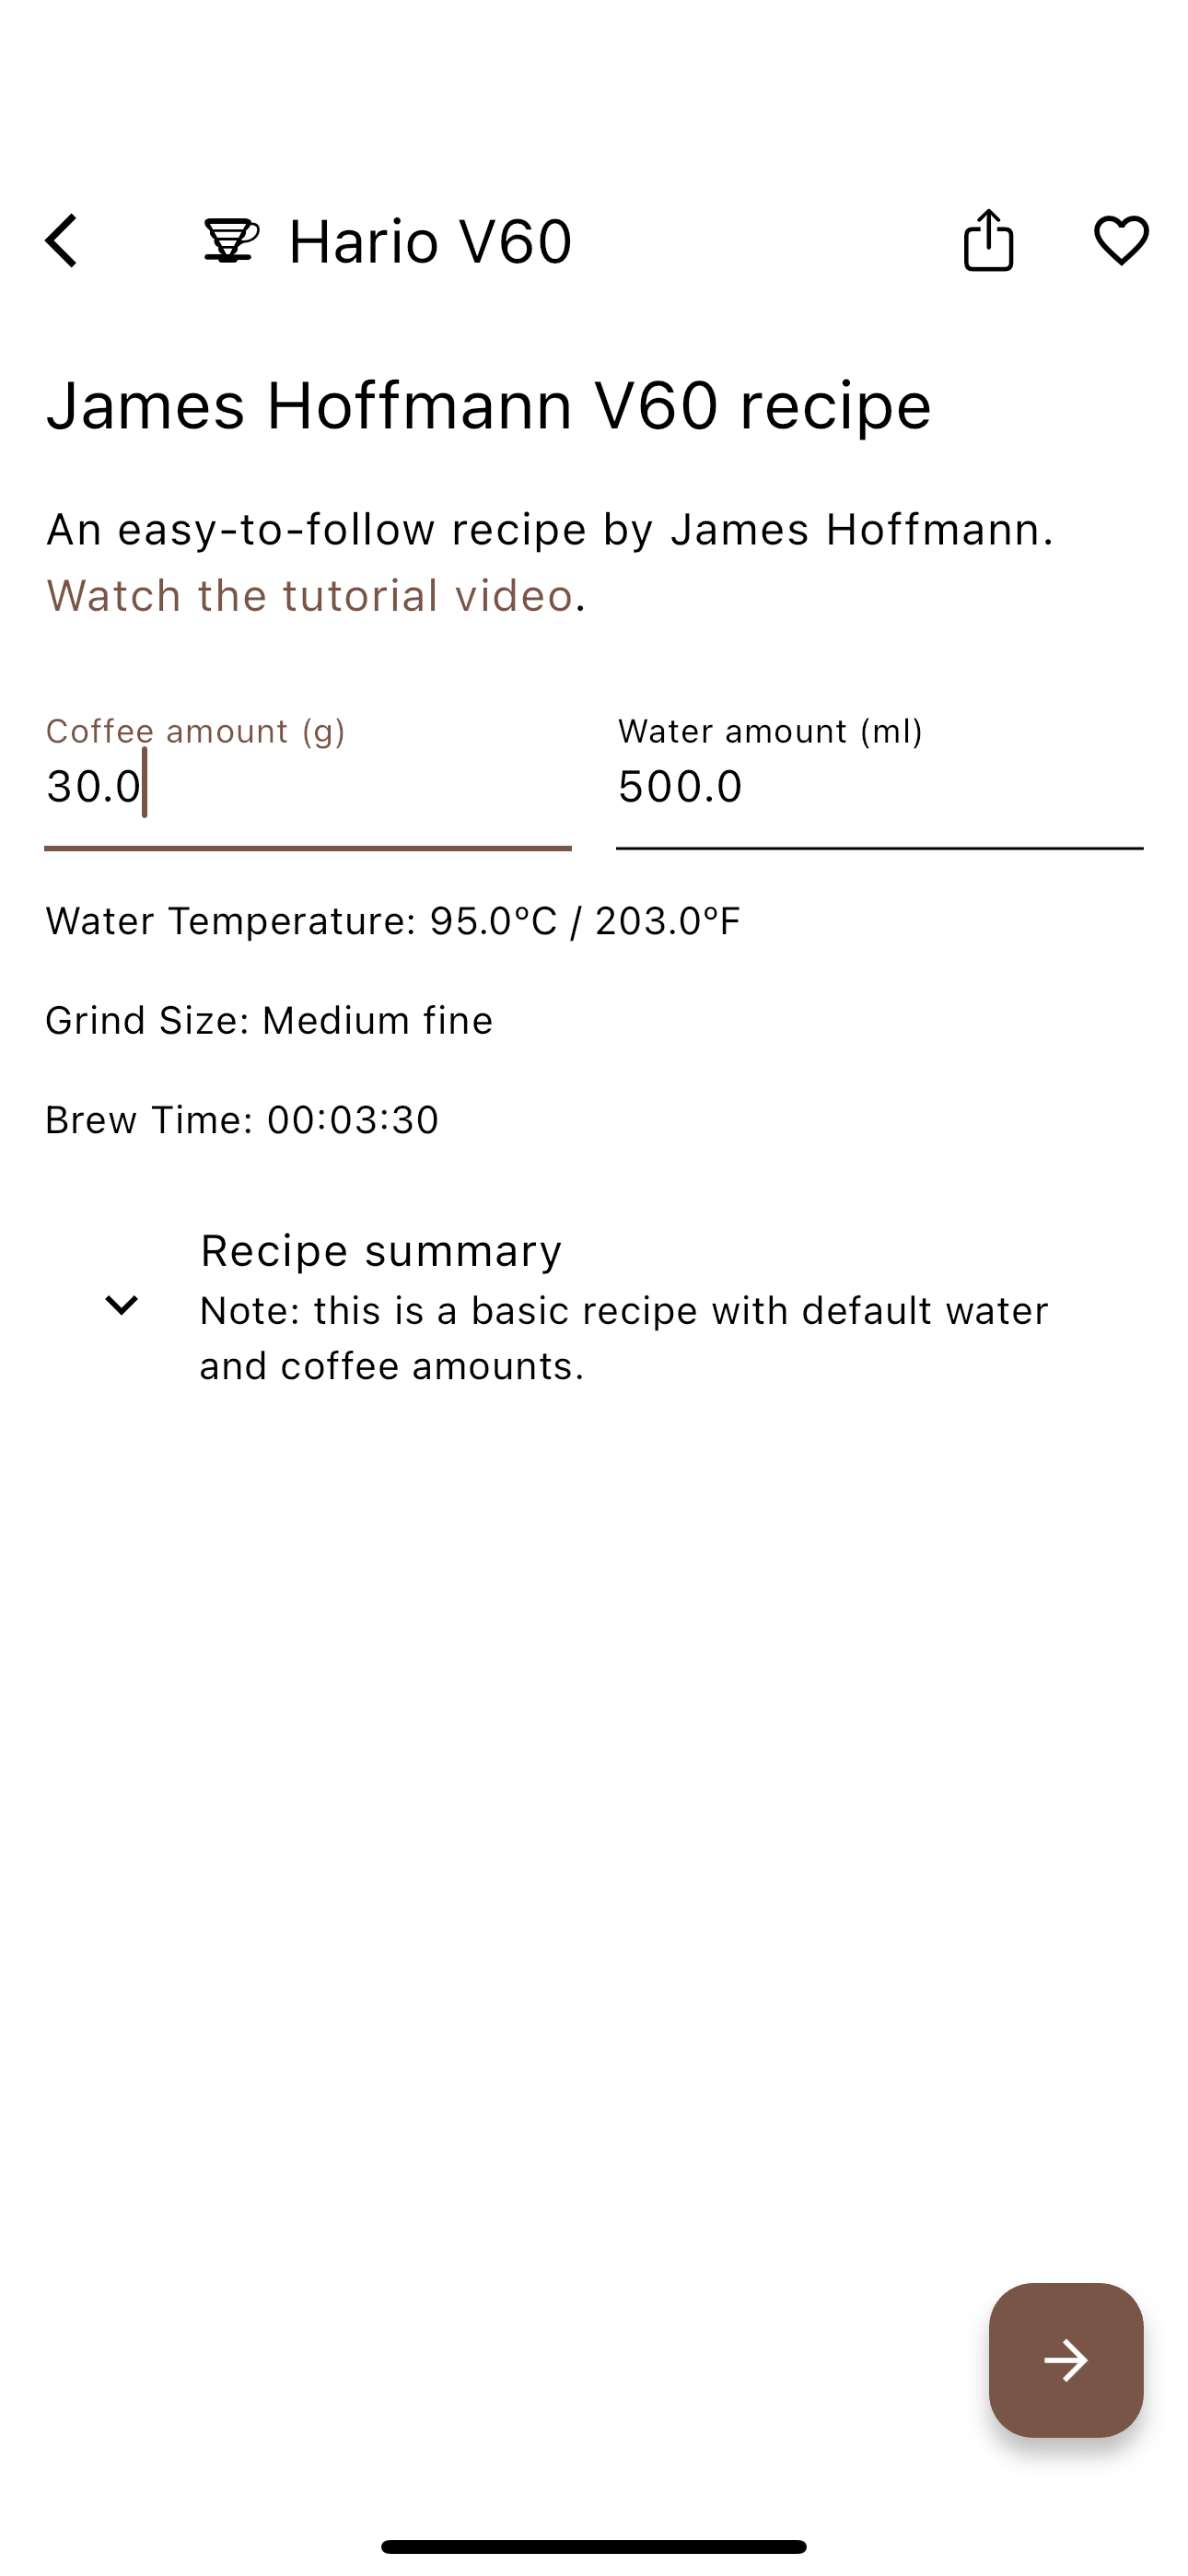 Hario V60
James Hoffmann V60 recipe
An easy-to-follow recipe by James Hoffmann.
Watch the tutorial video.
Coffee amount (g)
30.0
Water amount (ml)
500.0
Water Temperature: 95.0ºC / 203.0ºF
Grind Size: Medium fine
Brew Time: 00:03:30
Recipe summary
Note: this is a basic recipe with default water
and coffee amounts.